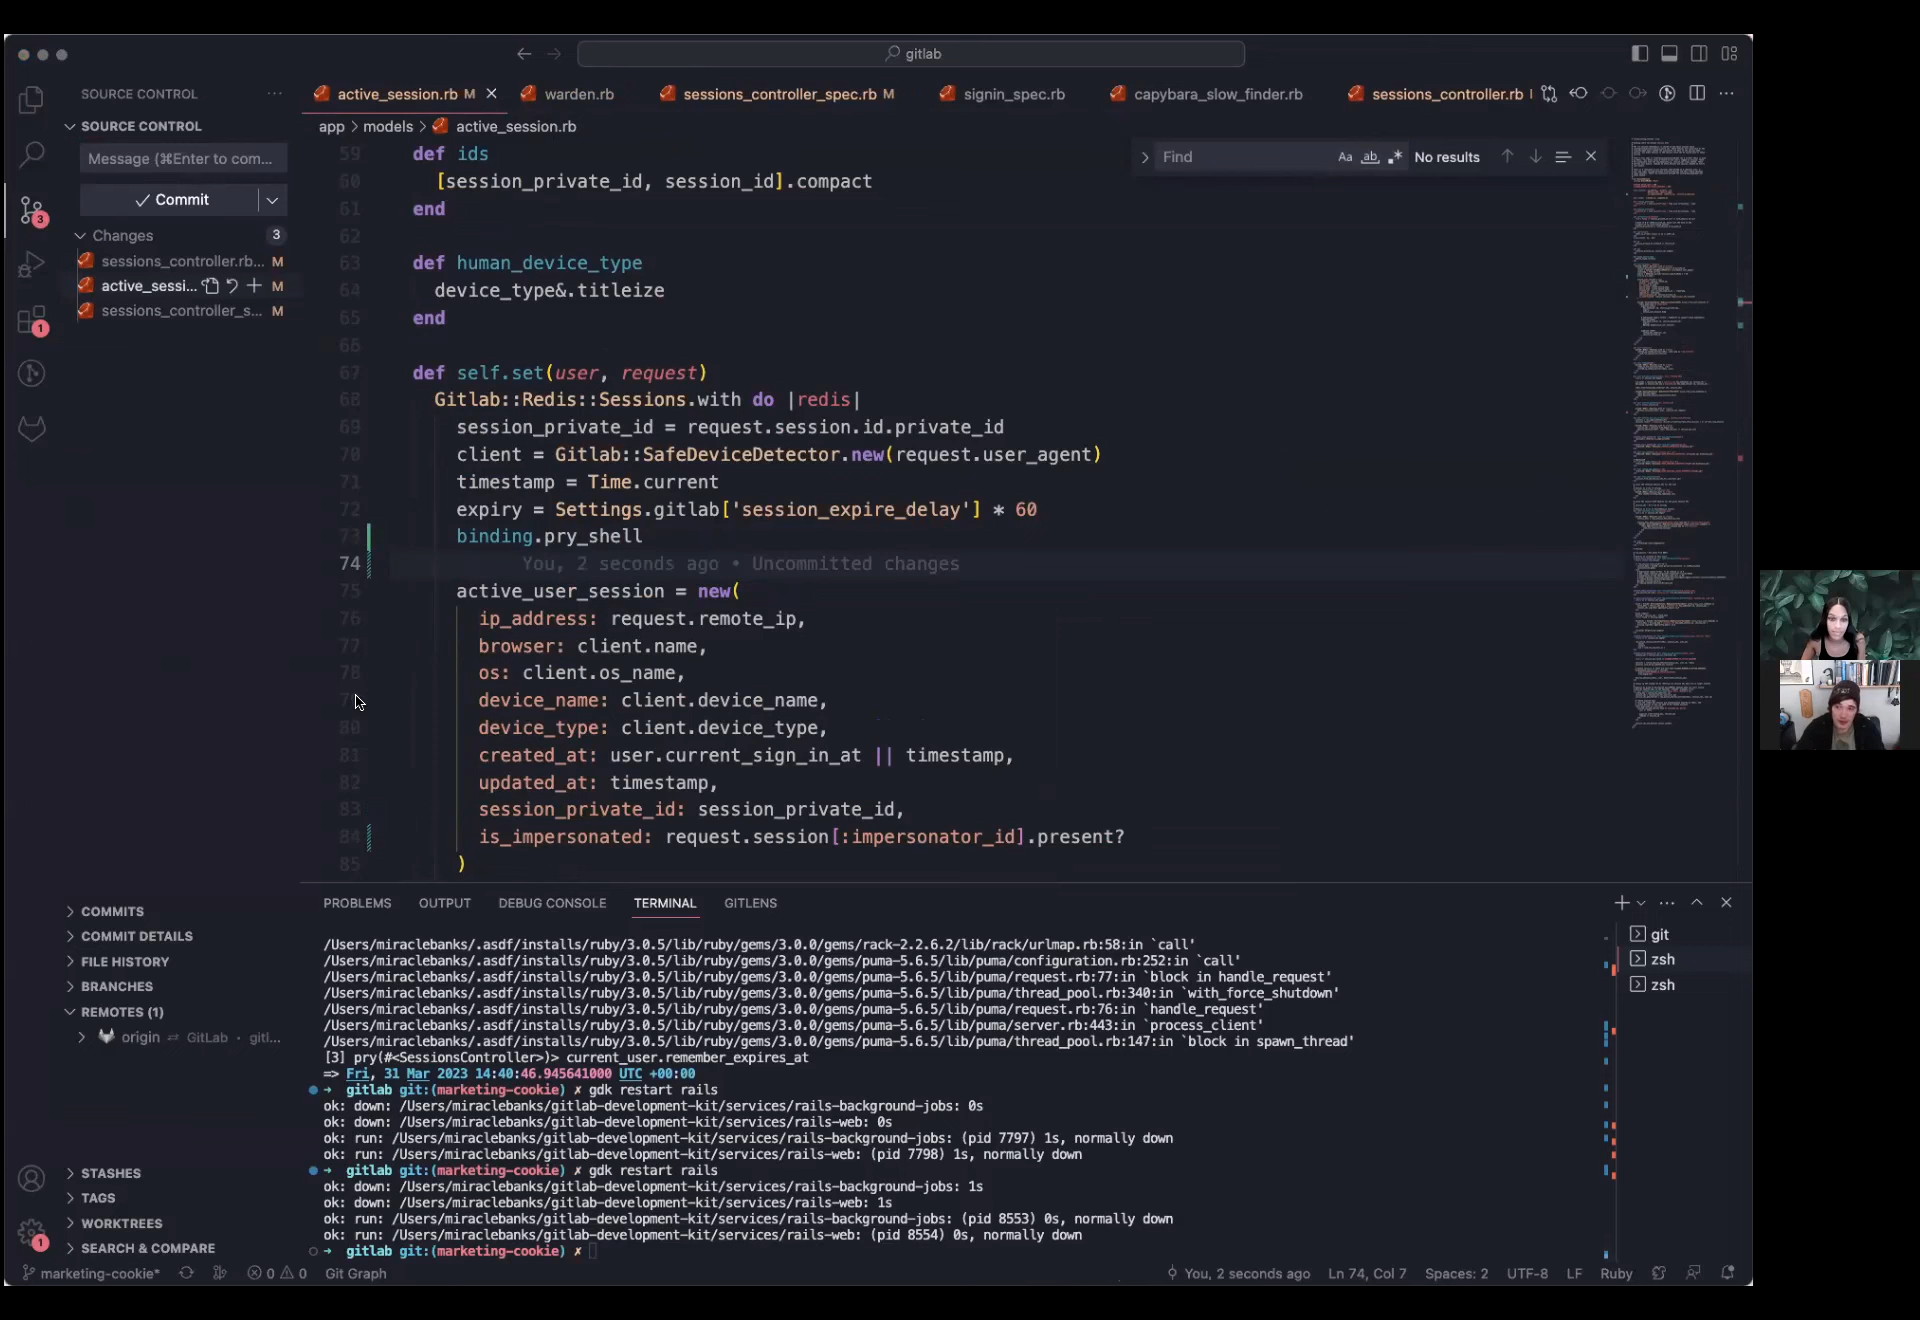 gitlab
SOURCE CONTROL
active_session.rb M
warden.rb
sessions_controller_spec.rb M
signin_spec.rb
capybara_slow_finder.rb
sessions_controller.rb
SOURCE CONTROL
app > models > active_session.rb
Message (⌘Enter to com...
Commit
Changes 3
sessions_controller.rb... M
active_sessi... M
sessions_controller_s... M
3
1
Find
Aa ab .* No results
59 def ids
60 [session_private_id, session_id].compact
61 end
62
63 def human_device_type
64 device_type&.titleize
65 end
66
67 def self.set(user, request)
68 Gitlab::Redis::Sessions.with do |redis|
69 session_private_id = request.session.id.private_id
70 client = Gitlab::SafeDeviceDetector.new(request.user_agent)
71 timestamp = Time.current
72 expiry = Settings.gitlab['session_expire_delay'] * 60
73 binding.pry_shell
74 You, 2 seconds ago • Uncommitted changes
75 active_user_session = new(
76 ip_address: request.remote_ip,
77 browser: client.name,
78 os: client.os_name,
device_name: client.device_name,
80 device_type: client.device_type,
81 created_at: user.current_sign_in_at || timestamp,
82 updated_at: timestamp,
83 session_private_id: session_private_id,
84 is_impersonated: request.session[:impersonator_id].present?
85 )
COMMITS
COMMIT DETAILS
FILE HISTORY
BRANCHES
REMOTES (1)
origin ⇌ GitLab • gitl...
STASHES
TAGS
WORKTREES
SEARCH & COMPARE
1
PROBLEMS OUTPUT DEBUG CONSOLE TERMINAL GITLENS
git
zsh
zsh
/Users/miraclebanks/.asdf/installs/ruby/3.0.5/lib/ruby/gems/3.0.0/gems/rack-2.2.6.2/lib/rack/urlmap.rb:58:in `call'
/Users/miraclebanks/.asdf/installs/ruby/3.0.5/lib/ruby/gems/3.0.0/gems/puma-5.6.5/lib/puma/configuration.rb:252:in `call'
/Users/miraclebanks/.asdf/installs/ruby/3.0.5/lib/ruby/gems/3.0.0/gems/puma-5.6.5/lib/puma/request.rb:77:in `block in handle_request'
/Users/miraclebanks/.asdf/installs/ruby/3.0.5/lib/ruby/gems/3.0.0/gems/puma-5.6.5/lib/puma/thread_pool.rb:340:in `with_force_shutdown'
/Users/miraclebanks/.asdf/installs/ruby/3.0.5/lib/ruby/gems/3.0.0/gems/puma-5.6.5/lib/puma/request.rb:76:in `handle_request'
/Users/miraclebanks/.asdf/installs/ruby/3.0.5/lib/ruby/gems/3.0.0/gems/puma-5.6.5/lib/puma/server.rb:443:in `process_client'
/Users/miraclebanks/.asdf/installs/ruby/3.0.5/lib/ruby/gems/3.0.0/gems/puma-5.6.5/lib/puma/thread_pool.rb:147:in `block in spawn_thread'
[3] pry(#<SessionsController>)> current_user.remember_expires_at
=> Fri, 31 Mar 2023 14:40:46.945641000 UTC +00:00
→ gitlab git:(marketing-cookie) ✗ gdk restart rails
ok: down: /Users/miraclebanks/gitlab-development-kit/services/rails-background-jobs: 0s
ok: down: /Users/miraclebanks/gitlab-development-kit/services/rails-web: 0s
ok: run: /Users/miraclebanks/gitlab-development-kit/services/rails-background-jobs: (pid 7797) 1s, normally down
ok: run: /Users/miraclebanks/gitlab-development-kit/services/rails-web: (pid 7798) 1s, normally down
→ gitlab git:(marketing-cookie) ✗ gdk restart rails
ok: down: /Users/miraclebanks/gitlab-development-kit/services/rails-background-jobs: 1s
ok: down: /Users/miraclebanks/gitlab-development-kit/services/rails-web: 1s
ok: run: /Users/miraclebanks/gitlab-development-kit/services/rails-background-jobs: (pid 8553) 0s, normally down
ok: run: /Users/miraclebanks/gitlab-development-kit/services/rails-web: (pid 8554) 0s, normally down
→ gitlab git:(marketing-cookie) ✗
marketing-cookie* 0 0 Git Graph You, 2 seconds ago Ln 74, Col 7 Spaces: 2 UTF-8 LF Ruby